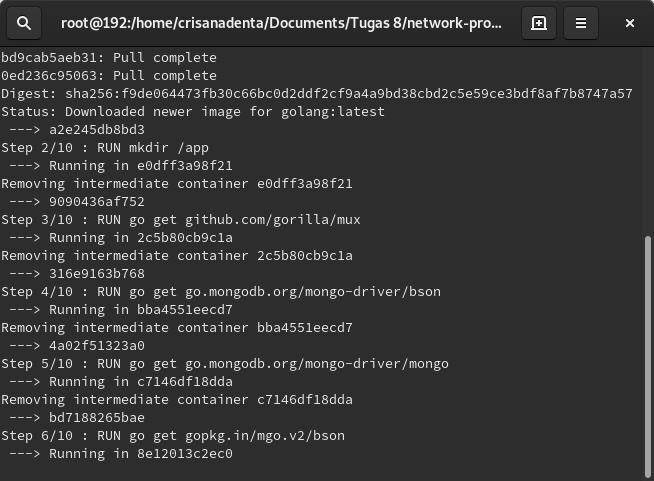 root@192:/home/crisanadenta/Documents/Tugas 8/network-pro...
bd9cab5aeb31: Pull complete
0ed236c95063: Pull complete
Digest: sha256:f9de064473fb30c66bc0d2ddf2cf9a4a9bd38cbd2c5e59ce3bdf8af7b8747a57
Status: Downloaded newer image for golang:latest
 ---> a2e245db8bd3
Step 2/10 : RUN mkdir /app
 ---> Running in e0dff3a98f21
Removing intermediate container e0dff3a98f21
 ---> 9090436af752
Step 3/10 : RUN go get github.com/gorilla/mux
 ---> Running in 2c5b80cb9c1a
Removing intermediate container 2c5b80cb9c1a
 ---> 316e9163b768
Step 4/10 : RUN go get go.mongodb.org/mongo-driver/bson
 ---> Running in bba4551eecd7
Removing intermediate container bba4551eecd7
 ---> 4a02f51323a0
Step 5/10 : RUN go get go.mongodb.org/mongo-driver/mongo
 ---> Running in c7146df18dda
Removing intermediate container c7146df18dda
 ---> bd7188265bae
Step 6/10 : RUN go get gopkg.in/mgo.v2/bson
 ---> Running in 8e12013c2ec0